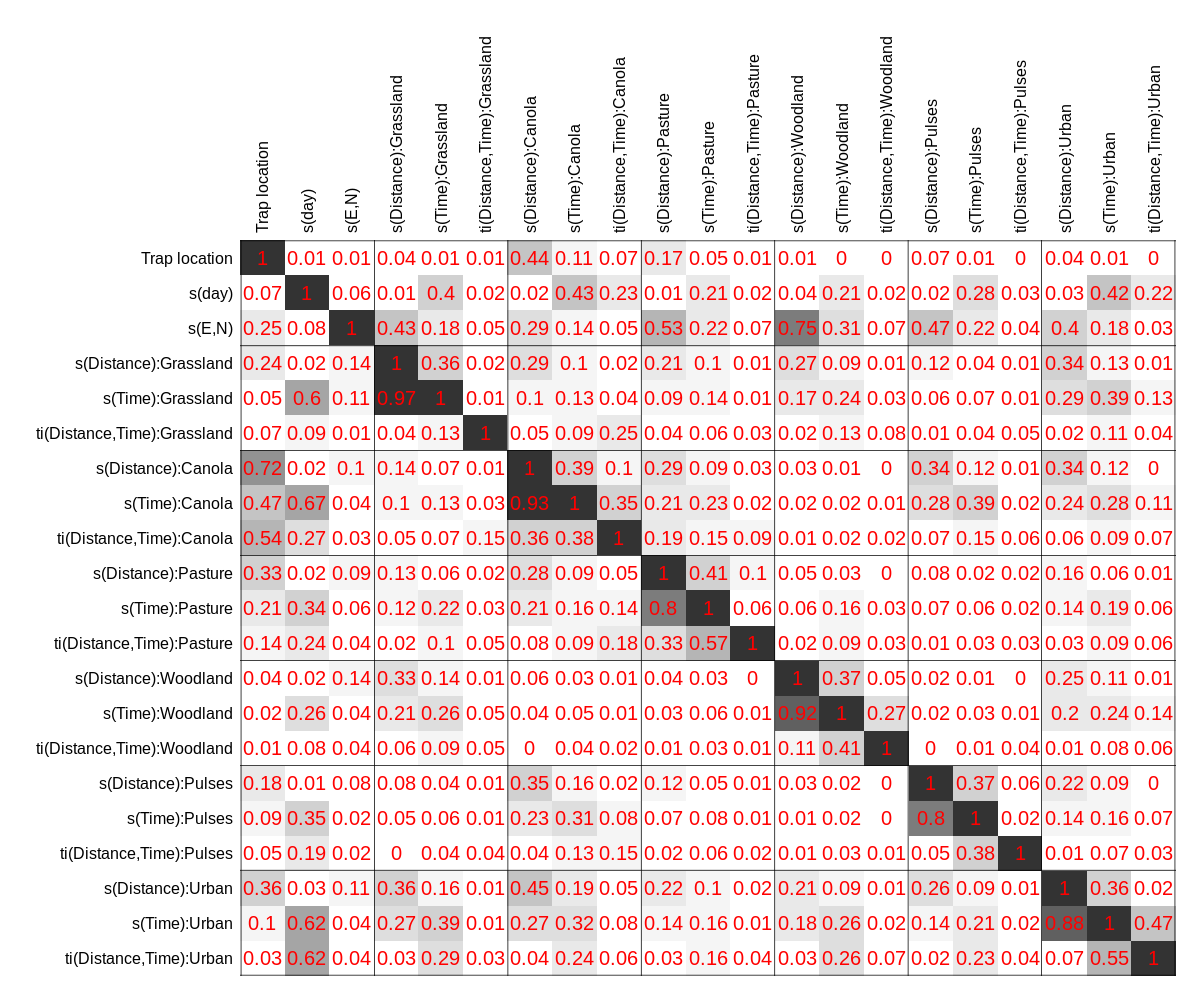 Trap location
s(day)
s(E,N)
s(Distance):Grassland
s(Time):Grassland
ti(Distance,Time):Grassland
s(Distance):Canola
s(Time):Canola
ti(Distance,Time):Canola
s(Distance):Pasture
s(Time):Pasture
ti(Distance,Time):Pasture
s(Distance):Woodland
s(Time):Woodland
ti(Distance,Time):Woodland
s(Distance):Pulses
s(Time):Pulses
ti(Distance,Time):Pulses
s(Distance):Urban
s(Time):Urban
ti(Distance,Time):Urban
Trap location 1 0.01 0.01 0.04 0.01 0.01 0.44 0.11 0.07 0.17 0.05 0.01 0.01 0 0 0.07 0.01 0 0.04 0.01 0
s(day) 0.07 1 0.06 0.01 0.4 0.02 0.02 0.43 0.23 0.01 0.21 0.02 0.04 0.21 0.02 0.02 0.28 0.03 0.03 0.42 0.22
s(E,N) 0.25 0.08 1 0.43 0.18 0.05 0.29 0.14 0.05 0.53 0.22 0.07 0.75 0.31 0.07 0.47 0.22 0.04 0.4 0.18 0.03
s(Distance):Grassland 0.24 0.02 0.14 1 0.36 0.02 0.29 0.1 0.02 0.21 0.1 0.01 0.27 0.09 0.01 0.12 0.04 0.01 0.34 0.13 0.01
s(Time):Grassland 0.05 0.6 0.11 0.97 1 0.01 0.1 0.13 0.04 0.09 0.14 0.01 0.17 0.24 0.03 0.06 0.07 0.01 0.29 0.39 0.13
ti(Distance,Time):Grassland 0.07 0.09 0.01 0.04 0.13 1 0.05 0.09 0.25 0.04 0.06 0.03 0.02 0.13 0.08 0.01 0.04 0.05 0.02 0.11 0.04
s(Distance):Canola 0.72 0.02 0.1 0.14 0.07 0.01 1 0.39 0.1 0.29 0.09 0.03 0.03 0.01 0 0.34 0.12 0.01 0.34 0.12 0
s(Time):Canola 0.47 0.67 0.04 0.1 0.13 0.03 0.93 1 0.35 0.21 0.23 0.02 0.02 0.02 0.01 0.28 0.39 0.02 0.24 0.28 0.11
ti(Distance,Time):Canola 0.54 0.27 0.03 0.05 0.07 0.15 0.36 0.38 1 0.19 0.15 0.09 0.01 0.02 0.02 0.07 0.15 0.06 0.06 0.09 0.07
s(Distance):Pasture 0.33 0.02 0.09 0.13 0.06 0.02 0.28 0.09 0.05 1 0.41 0.1 0.05 0.03 0 0.08 0.02 0.02 0.16 0.06 0.01
s(Time):Pasture 0.21 0.34 0.06 0.12 0.22 0.03 0.21 0.16 0.14 0.8 1 0.06 0.06 0.16 0.03 0.07 0.06 0.02 0.14 0.19 0.06
ti(Distance,Time):Pasture 0.14 0.24 0.04 0.02 0.1 0.05 0.08 0.09 0.18 0.33 0.57 1 0.02 0.09 0.03 0.01 0.03 0.03 0.03 0.09 0.06
s(Distance):Woodland 0.04 0.02 0.14 0.33 0.14 0.01 0.06 0.03 0.01 0.04 0.03 0 1 0.37 0.05 0.02 0.01 0 0.25 0.11 0.01
s(Time):Woodland 0.02 0.26 0.04 0.21 0.26 0.05 0.04 0.05 0.01 0.03 0.06 0.01 0.92 1 0.27 0.02 0.03 0.01 0.2 0.24 0.14
ti(Distance,Time):Woodland 0.01 0.08 0.04 0.06 0.09 0.05 0 0.04 0.02 0.01 0.03 0.01 0.11 0.41 1 0 0.01 0.04 0.01 0.08 0.06
s(Distance):Pulses 0.18 0.01 0.08 0.08 0.04 0.01 0.35 0.16 0.02 0.12 0.05 0.01 0.03 0.02 0 1 0.37 0.06 0.22 0.09 0
s(Time):Pulses 0.09 0.35 0.02 0.05 0.06 0.01 0.23 0.31 0.08 0.07 0.08 0.01 0.01 0.02 0 0.8 1 0.02 0.14 0.16 0.07
ti(Distance,Time):Pulses 0.05 0.19 0.02 0 0.04 0.04 0.04 0.13 0.15 0.02 0.06 0.02 0.01 0.03 0.01 0.05 0.38 1 0.01 0.07 0.03
s(Distance):Urban 0.36 0.03 0.11 0.36 0.16 0.01 0.45 0.19 0.05 0.22 0.1 0.02 0.21 0.09 0.01 0.26 0.09 0.01 1 0.36 0.02
s(Time):Urban 0.1 0.62 0.04 0.27 0.39 0.01 0.27 0.32 0.08 0.14 0.16 0.01 0.18 0.26 0.02 0.14 0.21 0.02 0.88 1 0.47
ti(Distance,Time):Urban 0.03 0.62 0.04 0.03 0.29 0.03 0.04 0.24 0.06 0.03 0.16 0.04 0.03 0.26 0.07 0.02 0.23 0.04 0.07 0.55 1